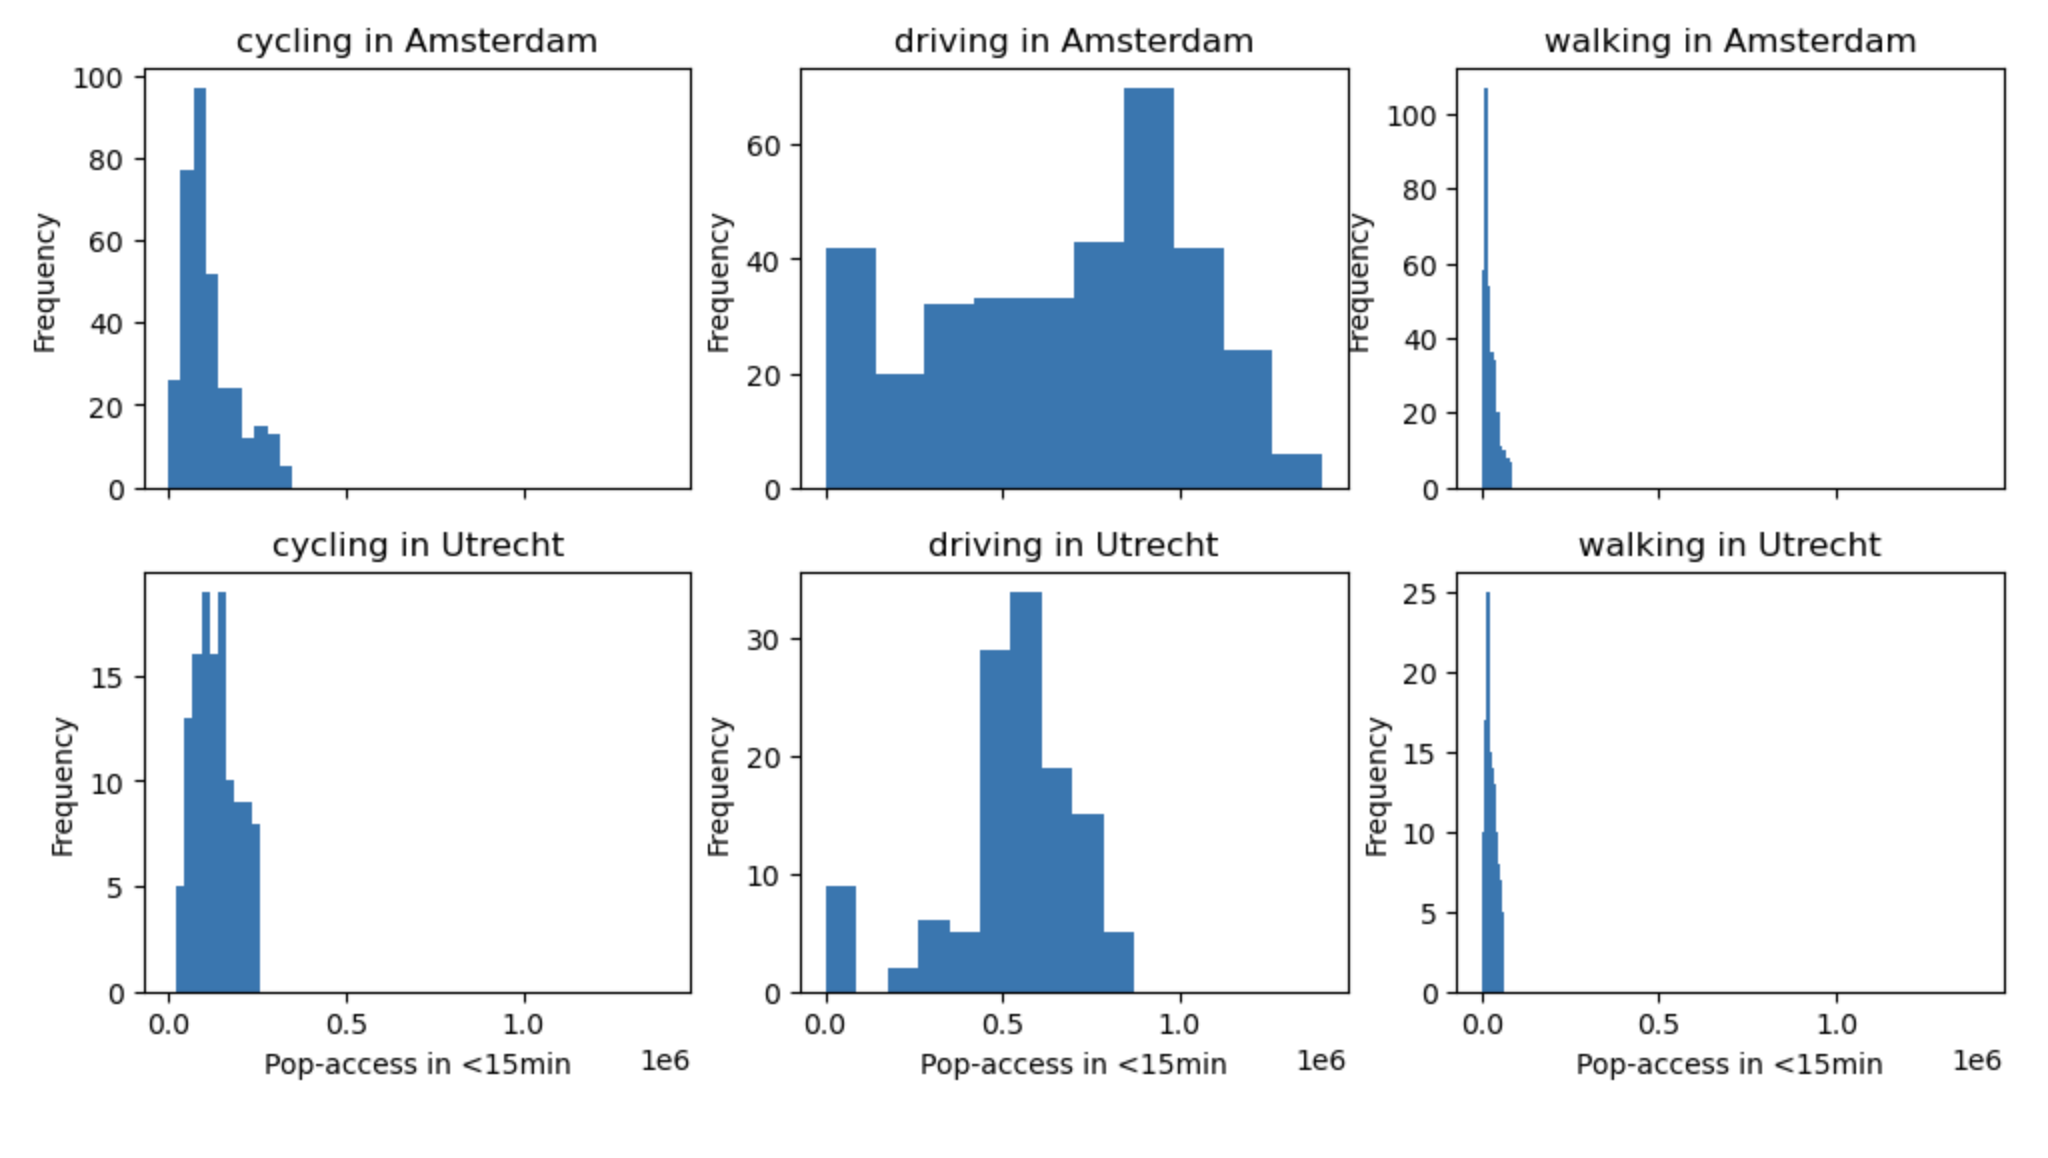 cycling in Amsterdam
driving in Amsterdam
walking in Amsterdam
Frequency
100
80
60
40
20
0
Frequency
60
40
20
0
Frequency
100
80
60
40
20
0
cycling in Utrecht
driving in Utrecht
walking in Utrecht
Frequency
15
10
5
0
0.0 0.5 1.0
Pop-access in <15min 1e6
Frequency
30
20
10
0
0.0 0.5 1.0
Pop-access in <15min 1e6
Frequency
25
20
15
10
5
0
0.0 0.5 1.0
Pop-access in <15min 1e6